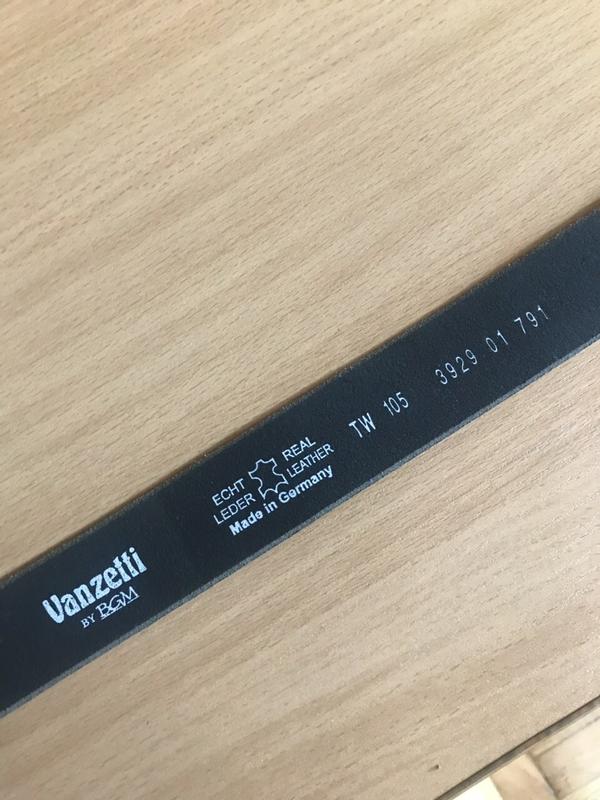 Vanzetti
BY BGM
ECHT LEDER
REAL LEATHER
Made in Germany
TW 105 3929 01 791